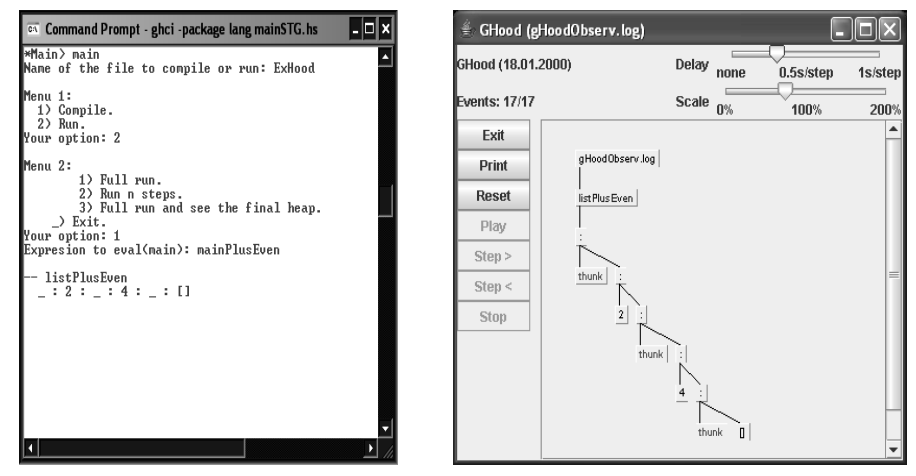 Command Prompt - ghci -package lang mainSTG.hs
*Main> main
Name of the file to compile or run: ExHood
Menu 1:
1) Compile.
2) Run.
Your option: 2
Menu 2:
1) Full run.
2) Run n steps.
3) Full run and see the final heap.
_) Exit.
Your option: 1
Expresion to eval(main): mainPlusEven
-- listPlusEven
_ : 2 : _ : 4 : _ : []
GHood (gHoodObserv.log)
GHood (18.01.2000)
Delay
none 0.5s/step 1s/step
Events: 17/17
Scale
0% 100% 200%
Exit
Print
Reset
Play
Step >
Step <
Stop
gHoodObserv.log
listPlusEven
:
thunk :
2 :
thunk :
4 :
thunk []